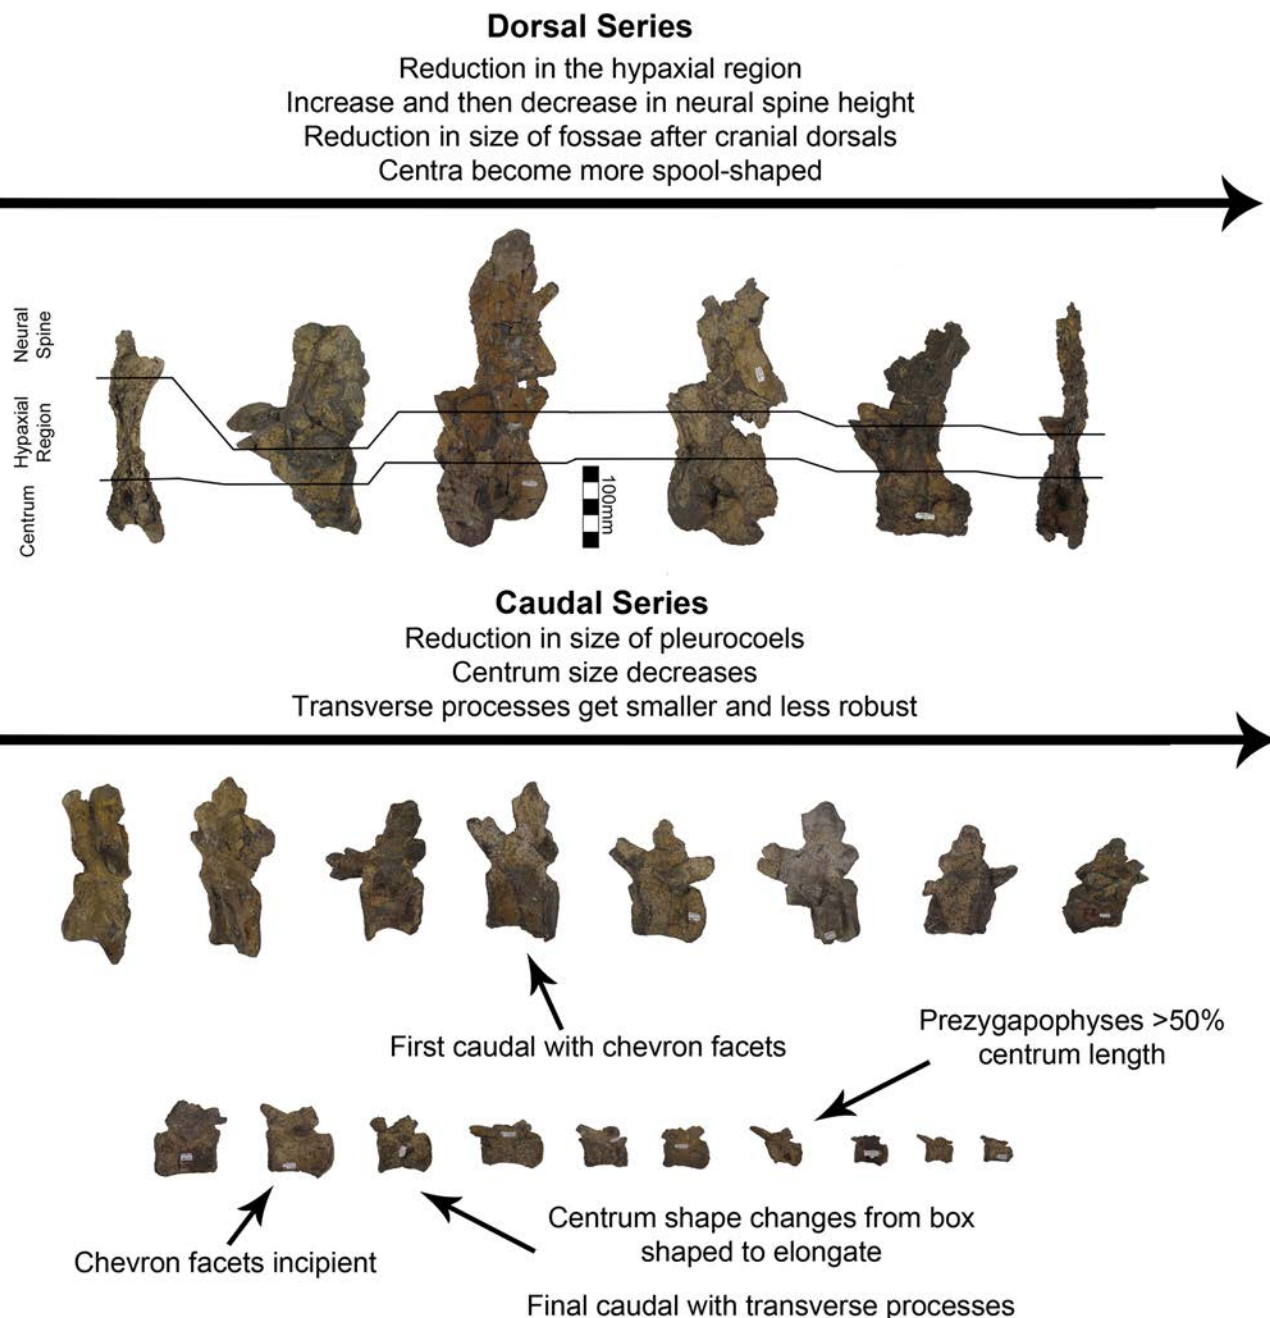 Dorsal Series
Reduction in the hypaxial region
Increase and then decrease in neural spine height
Reduction in size of fossae after cranial dorsals
Centra become more spool-shaped
Neural
Spine
Hypaxial
Region
Centrum
100mm
Caudal Series
Reduction in size of pleurocoels
Centrum size decreases
Transverse processes get smaller and less robust
First caudal with chevron facets
Prezygapophyses >50%
centrum length
Chevron facets incipient
Centrum shape changes from box
shaped to elongate
Final caudal with transverse processes